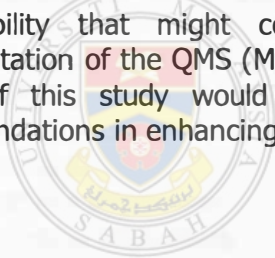 bility that might co
tation of the QMS (M
f this study would
ndations in enhancing
SABAH